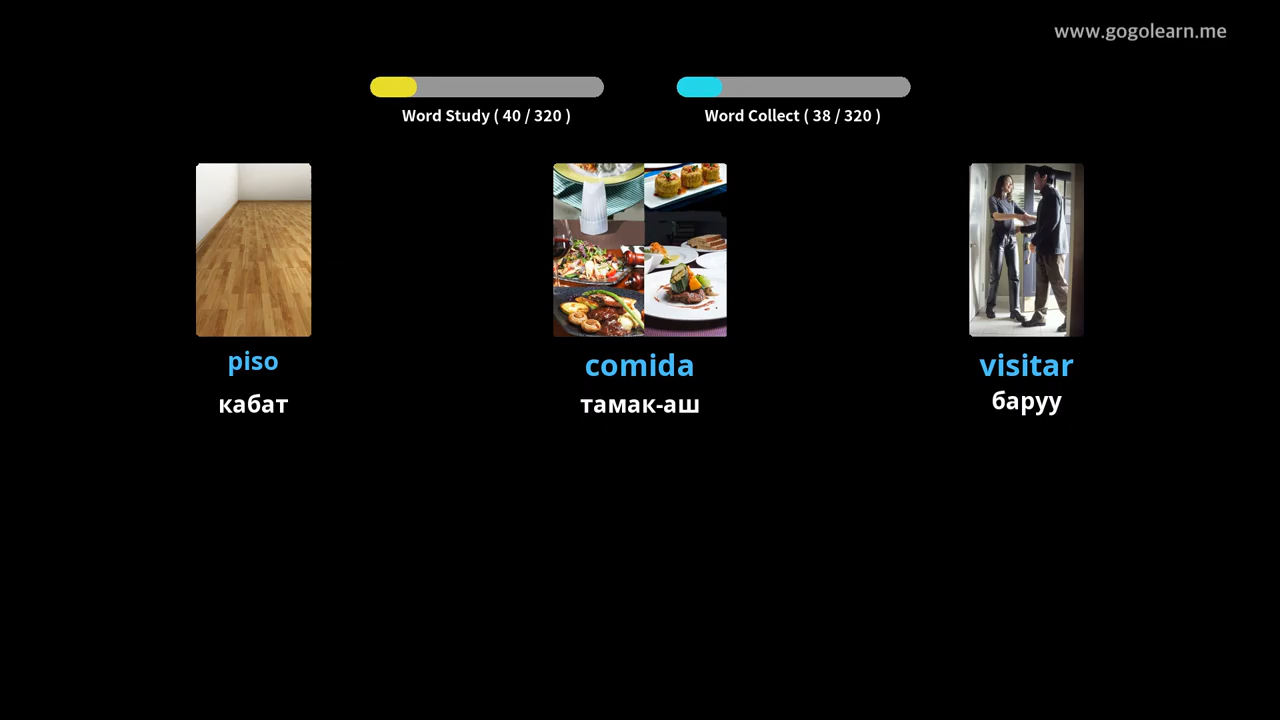 www.gogolearn.me
Word Study ( 40 / 320 )
Word Collect ( 38 / 320 )
piso
comida
visitar
кабат
тамак-аш
баруу